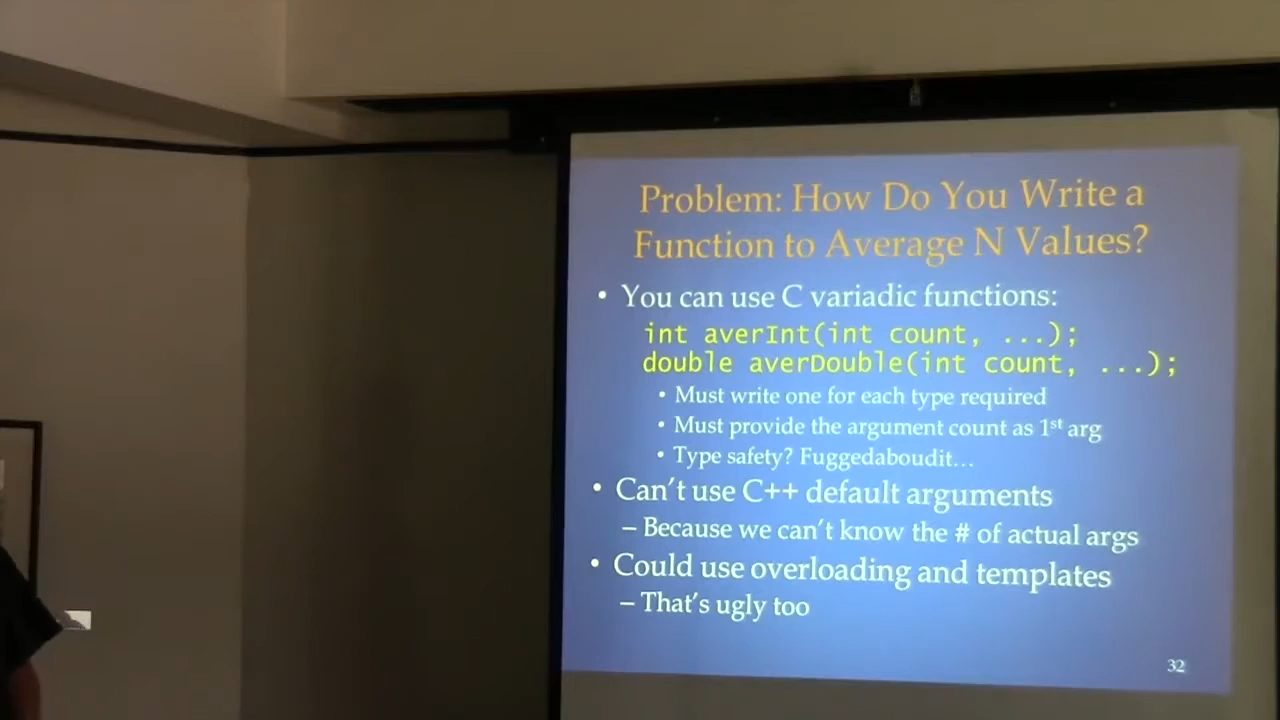 Problem: How Do You Write a
Function to Average N Values?
• You can use C variadic functions:
int averInt(int count, ...);
double averDouble(int count, ...);
• Must write one for each type required
• Must provide the argument count as 1st arg
• Type safety? Fuggedaboudit…
• Can't use C++ default arguments
– Because we can't know the # of actual args
• Could use overloading and templates
– That's ugly too
32